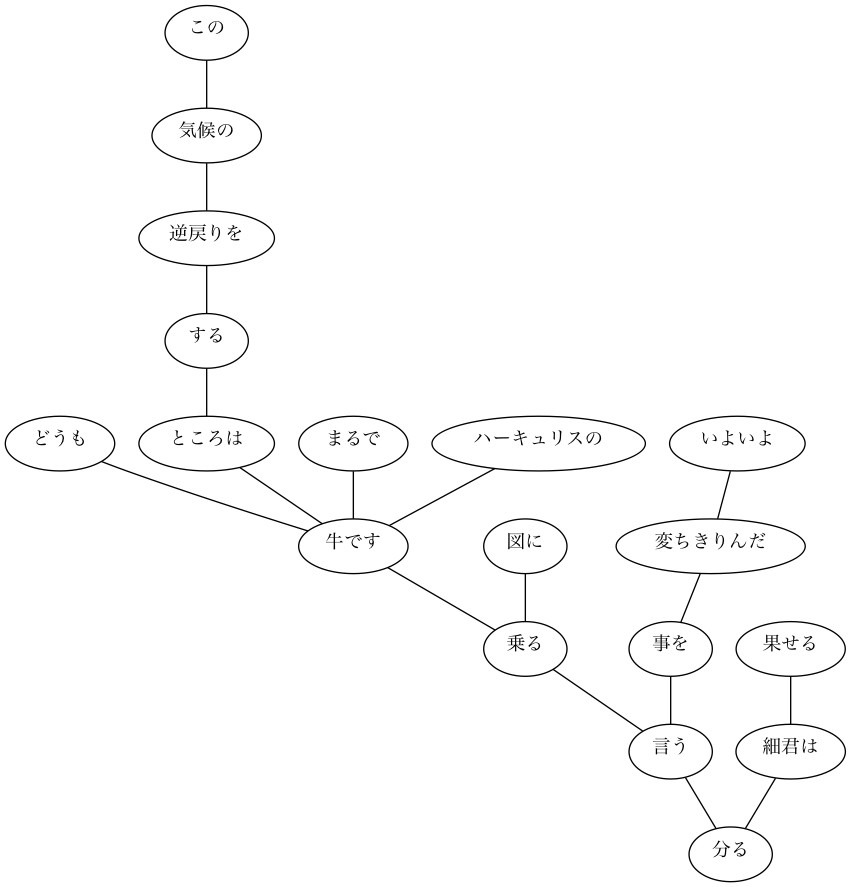 この
気候の
逆戻りを
する
どうも
ところは
まるで
ハーキュリスの
いよいよ
牛です
図に
変ちきりんだ
乗る
事を
果せる
言う
細君は
分る